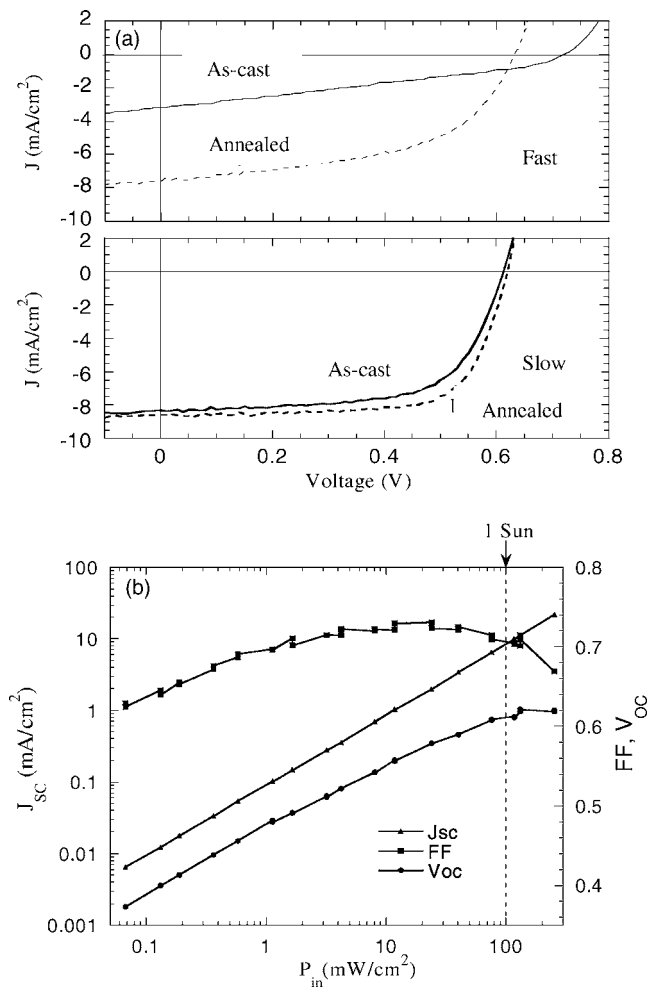 (a)
2
0
-2
-4
-6
-8
-10
J (mA/cm²)
As-cast
Annealed
Fast
2
0
-2
-4
-6
-8
-10
J (mA/cm²)
As-cast
Slow
Annealed
0 0.2 0.4 0.6 0.8
Voltage (V)
1 Sun
(b)
100
10
1
0.1
0.01
0.001
J_SC (mA/cm²)
0.8
0.7
0.6
0.5
0.4
FF, V_OC
Jsc
FF
Voc
0.1 1 10 100
P_in(mW/cm²)